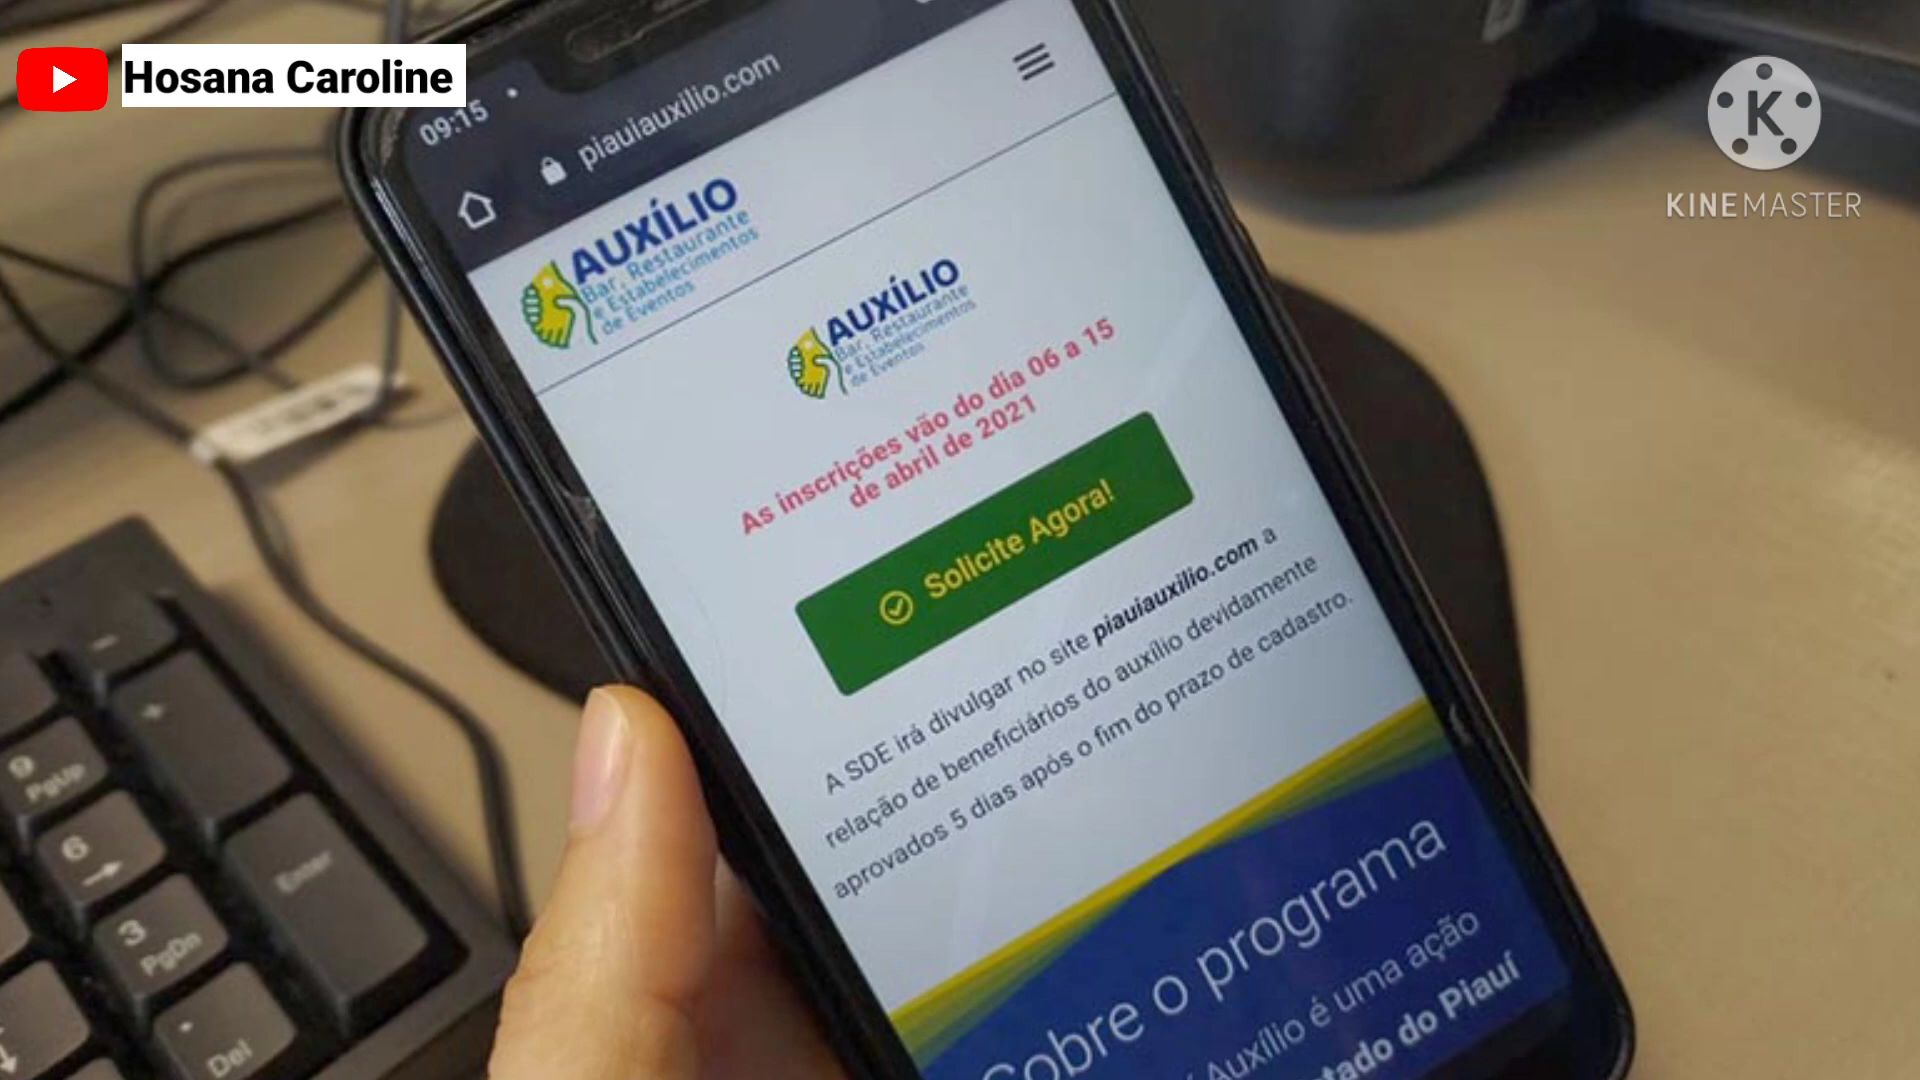 Hosana Caroline
K
KINEMASTER
09:15
piauiauxilio.com
AUXÍLIO
Bar, Restaurante
e Estabelecimentos
de Eventos
AUXÍLIO
Bar, Restaurante
e Estabelecimentos
de Eventos
As inscrições vão do dia 06 a 15
de abril de 2021
Solicite Agora!
A SDE irá divulgar no site piauiauxilio.com a
relação de beneficiários do auxílio devidamente
aprovados 5 dias após o fim do prazo de cadastro.
Sobre o programa
Auxílio é uma ação
do Piauí
9
PgUp
+
6
3
PgDn
Enter
Del